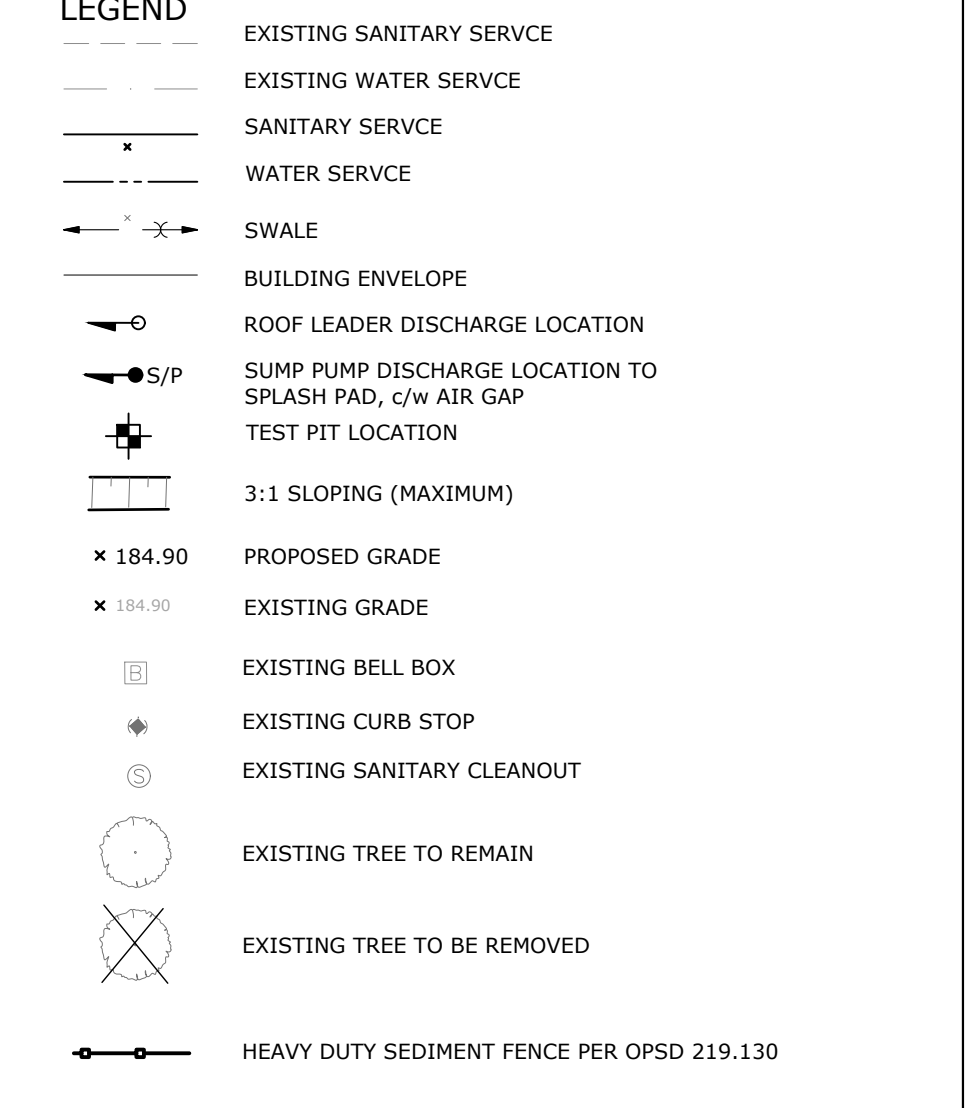 LEGEND
EXISTING SANITARY SERVCE
EXISTING WATER SERVCE
SANITARY SERVCE
WATER SERVCE
SWALE
BUILDING ENVELOPE
ROOF LEADER DISCHARGE LOCATION
S/P SUMP PUMP DISCHARGE LOCATION TO
SPLASH PAD, c/w AIR GAP
TEST PIT LOCATION
3:1 SLOPING (MAXIMUM)
× 184.90 PROPOSED GRADE
× 184.90 EXISTING GRADE
B EXISTING BELL BOX
EXISTING CURB STOP
S EXISTING SANITARY CLEANOUT
EXISTING TREE TO REMAIN
EXISTING TREE TO BE REMOVED
HEAVY DUTY SEDIMENT FENCE PER OPSD 219.130